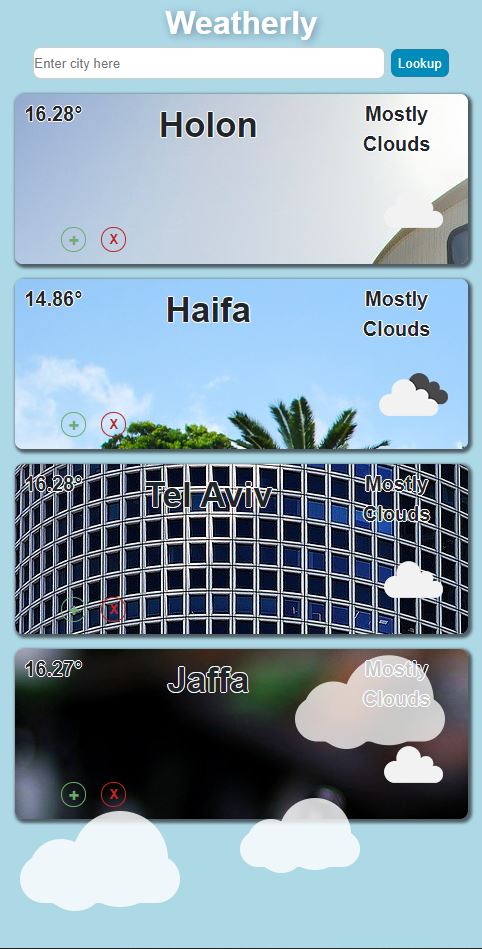 Weatherly
Enter city here
Lookup
16.28°
Holon
Mostly
Clouds
+
X
14.86°
Haifa
Mostly
Clouds
+
X
16.28°
Tel Aviv
Mostly
Clouds
+
X
16.27°
Jaffa
Mostly
Clouds
+
X